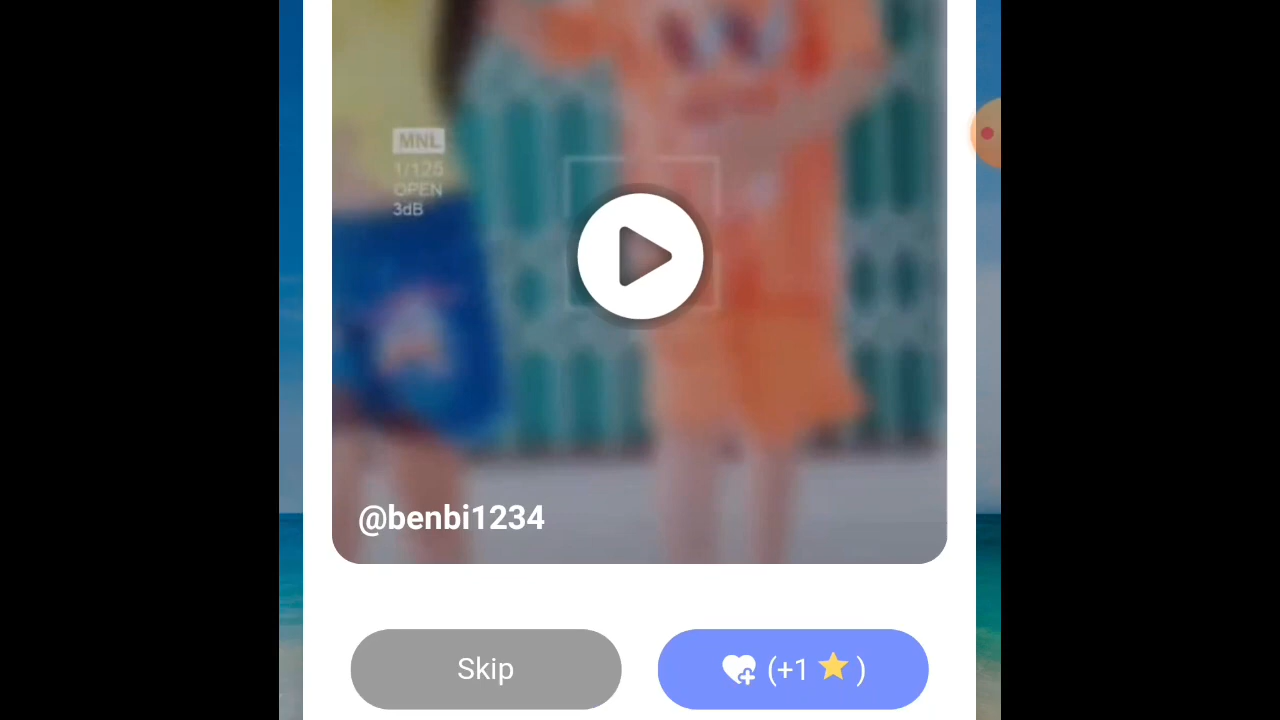 MNL
1/125
OPEN
3dB
@benbi1234
Skip
(+1 ⭐ )